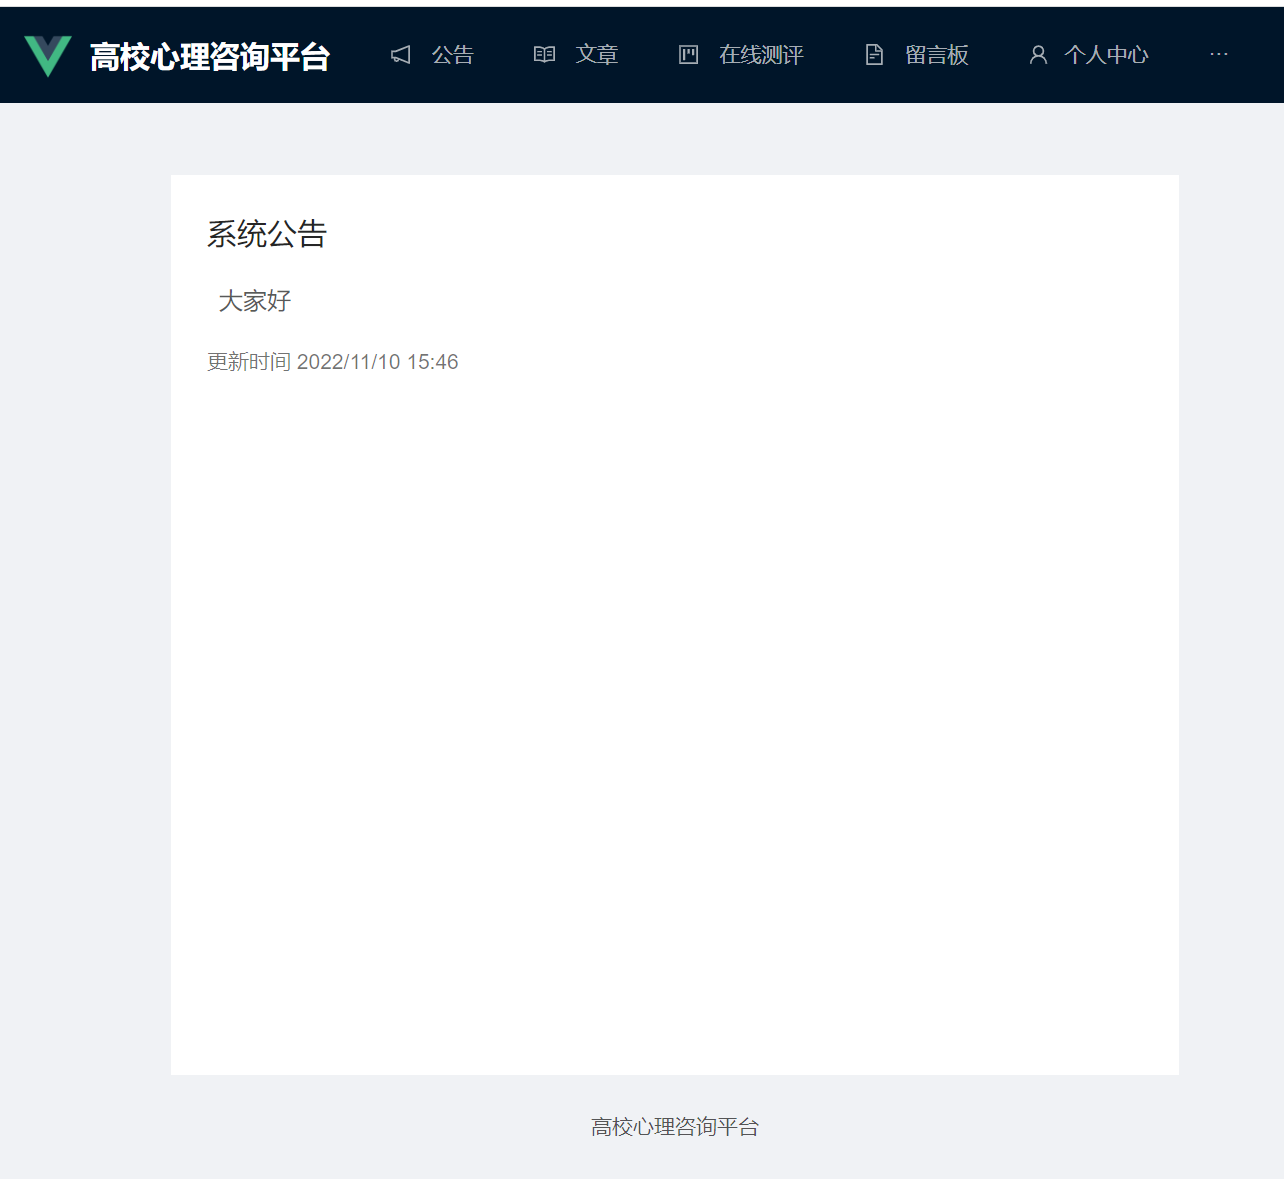 高校心理咨询平台 公告 文章 在线测评 留言板 个人中心 ···
系统公告
大家好
更新时间 2022/11/10 15:46
高校心理咨询平台